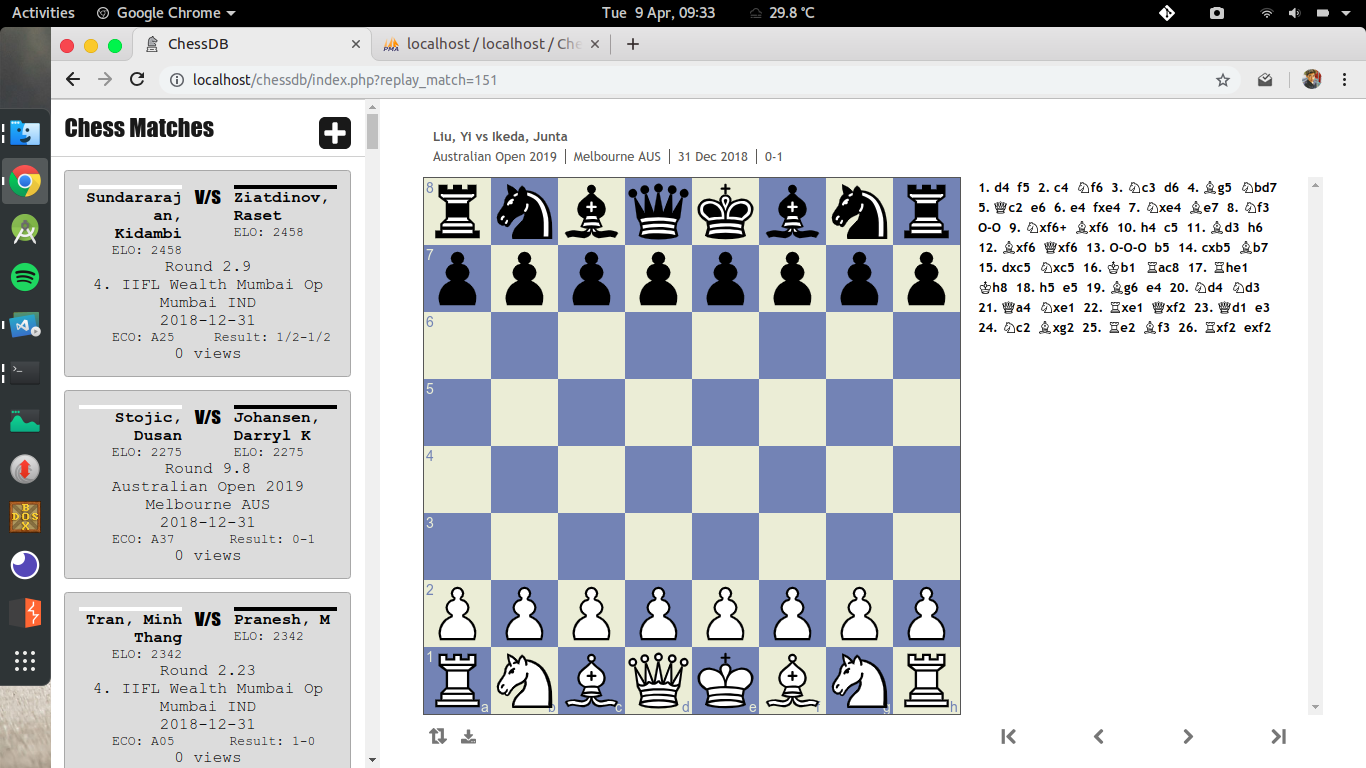 Activities Google Chrome Tue 9 Apr, 09:33 29.8 °C
ChessDB localhost / localhost / Che
localhost/chessdb/index.php?replay_match=151
Chess Matches
Sundararaj
an,
Kidambi
ELO: 2458
V/S
Ziatdinov,
Raset
ELO: 2458
Round 2.9
4. IIFL Wealth Mumbai Op
Mumbai IND
2018-12-31
ECO: A25 Result: 1/2-1/2
0 views
Stojic,
Dusan
ELO: 2275
V/S
Johansen,
Darryl K
ELO: 2275
Round 9.8
Australian Open 2019
Melbourne AUS
2018-12-31
ECO: A37 Result: 0-1
0 views
Tran, Minh
Thang
ELO: 2342
V/S
Pranesh, M
ELO: 2342
Round 2.23
4. IIFL Wealth Mumbai Op
Mumbai IND
2018-12-31
ECO: A05 Result: 1-0
0 views
Liu, Yi vs Ikeda, Junta
Australian Open 2019 | Melbourne AUS | 31 Dec 2018 | 0-1
8
7
6
5
4
3
2
1
a b c d e f g h
1. d4 f5 2. c4 ♘f6 3. ♘c3 d6 4. ♗g5 ♘bd7
5. ♕c2 e6 6. e4 fxe4 7. ♘xe4 ♗e7 8. ♘f3
O-O 9. ♘xf6+ ♗xf6 10. h4 c5 11. ♗d3 h6
12. ♗xf6 ♕xf6 13. O-O-O b5 14. cxb5 ♗b7
15. dxc5 ♘xc5 16. ♔b1 ♖ac8 17. ♖he1
♔h8 18. h5 e5 19. ♗g6 e4 20. ♘d4 ♘d3
21. ♕a4 ♘xe1 22. ♖xe1 ♕xf2 23. ♕d1 e3
24. ♘c2 ♗xg2 25. ♖e2 ♗f3 26. ♖xf2 exf2
PMA
DOS
BOX